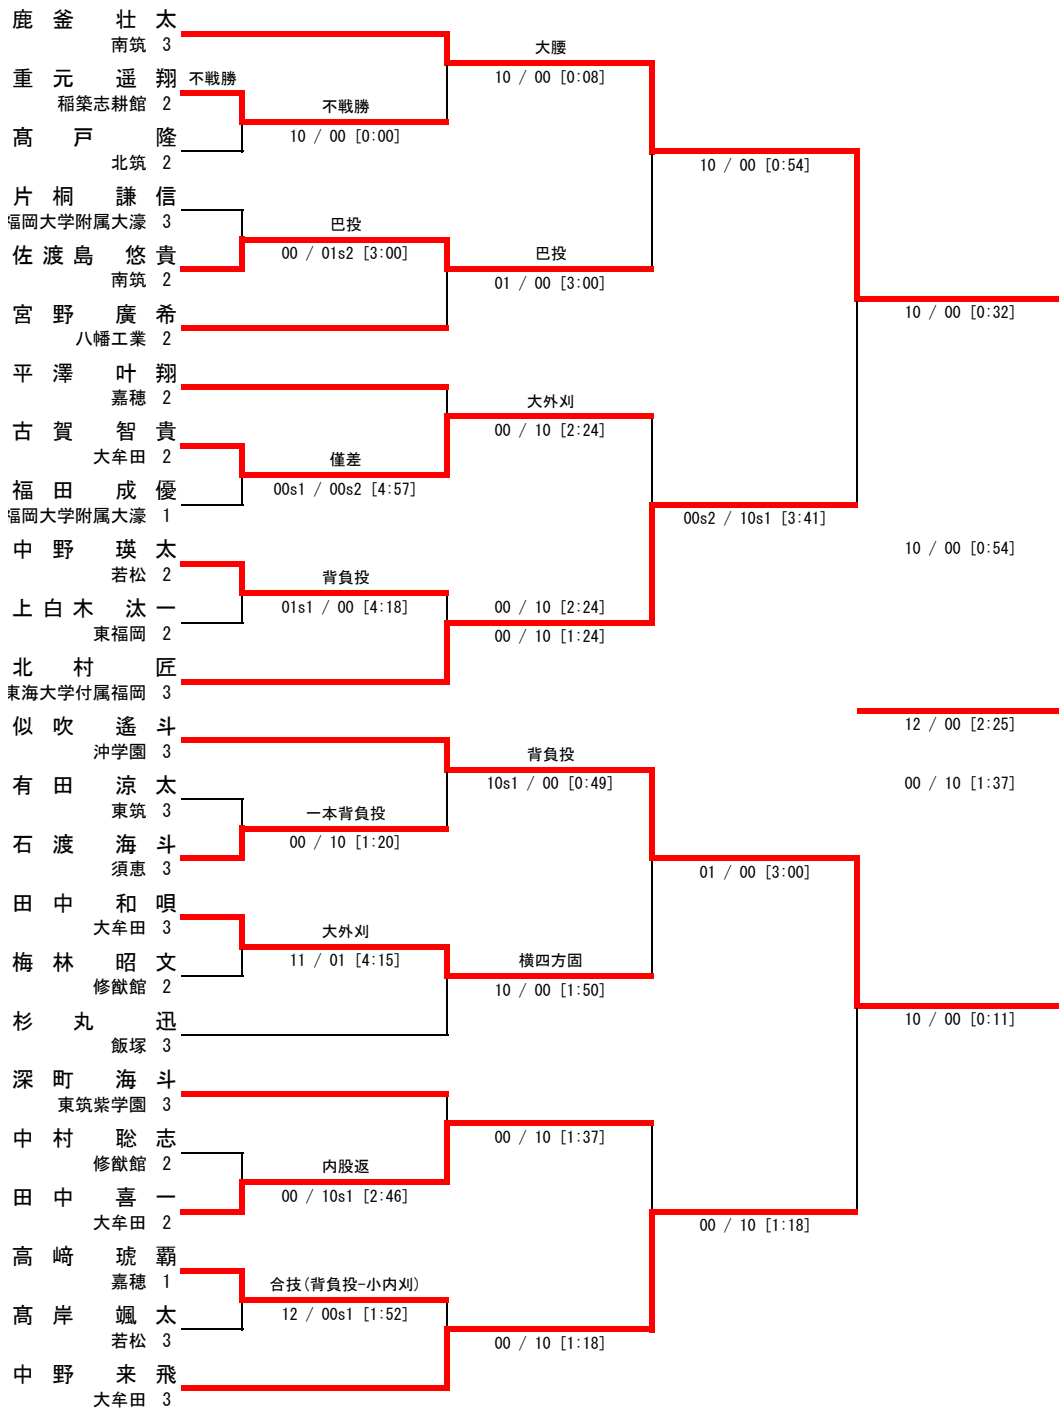 鹿釜 壮太
南筑 3
大腰
10 / 00 [0:08]
重元 遥翔
不戦勝
稲築志耕館 2
不戦勝
10 / 00 [0:00]
髙戸 隆
北筑 2
10 / 00 [0:54]
片桐 謙信
福岡大学附属大濠 3
巴投
00 / 01s2 [3:00]
佐渡島 悠貴
南筑 2
巴投
01 / 00 [3:00]
宮野 廣希
八幡工業 2
10 / 00 [0:32]
平澤 叶翔
嘉穂 2
大外刈
00 / 10 [2:24]
古賀 智貴
大牟田 2
僅差
00s1 / 00s2 [4:57]
福田 成優
福岡大学附属大濠 1
00s2 / 10s1 [3:41]
中野 瑛太
若松 2
10 / 00 [0:54]
背負投
01s1 / 00 [4:18]
上白木 汰一
東福岡 2
00 / 10 [2:24]
00 / 10 [1:24]
北村 匠
東海大学付属福岡 3
似吹 遙斗
沖学園 3
12 / 00 [2:25]
背負投
10s1 / 00 [0:49]
有田 涼太
東筑 3
00 / 10 [1:37]
一本背負投
00 / 10 [1:20]
石渡 海斗
須恵 3
01 / 00 [3:00]
田中 和唄
大牟田 3
大外刈
11 / 01 [4:15]
梅林 昭文
修猷館 2
横四方固
10 / 00 [1:50]
杉丸 迅
飯塚 3
10 / 00 [0:11]
深町 海斗
東筑紫学園 3
00 / 10 [1:37]
中村 聡志
修猷館 2
内股返
00 / 10s1 [2:46]
田中 喜一
大牟田 2
00 / 10 [1:18]
高﨑 琥覇
嘉穂 1
合技(背負投-小内刈)
12 / 00s1 [1:52]
髙岸 颯太
若松 3
00 / 10 [1:18]
中野 来飛
大牟田 3